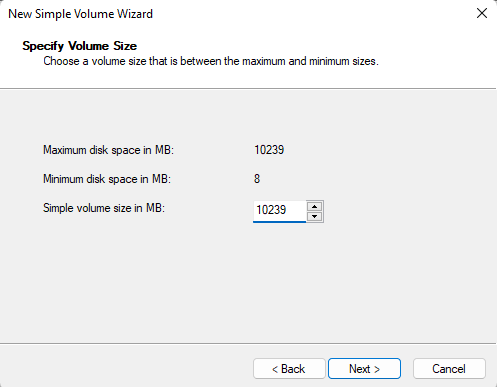 New Simple Volume Wizard
Specify Volume Size
Choose a volume size that is between the maximum and minimum sizes.
Maximum disk space in MB: 10239
Minimum disk space in MB: 8
Simple volume size in MB: 10239
< Back Next > Cancel